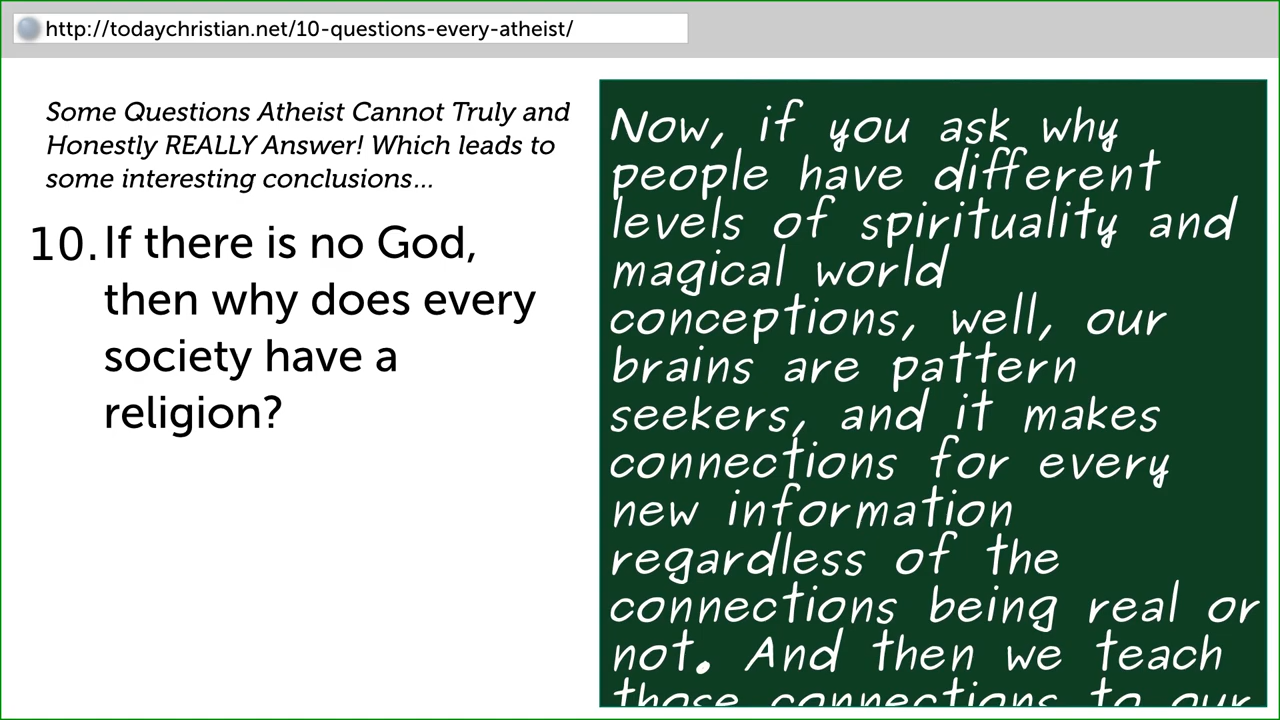 http://todaychristian.net/10-questions-every-atheist/
Some Questions Atheist Cannot Truly and
Honestly REALLY Answer! Which leads to
some interesting conclusions...
10. If there is no God,
then why does every
society have a
religion?
Now, if you ask why
people have different
levels of spirituality and
magical world
conceptions, well, our
brains are pattern
seekers, and it makes
connections for every
new information
regardless of the
connections being real or
not. And then we teach
those connections to our